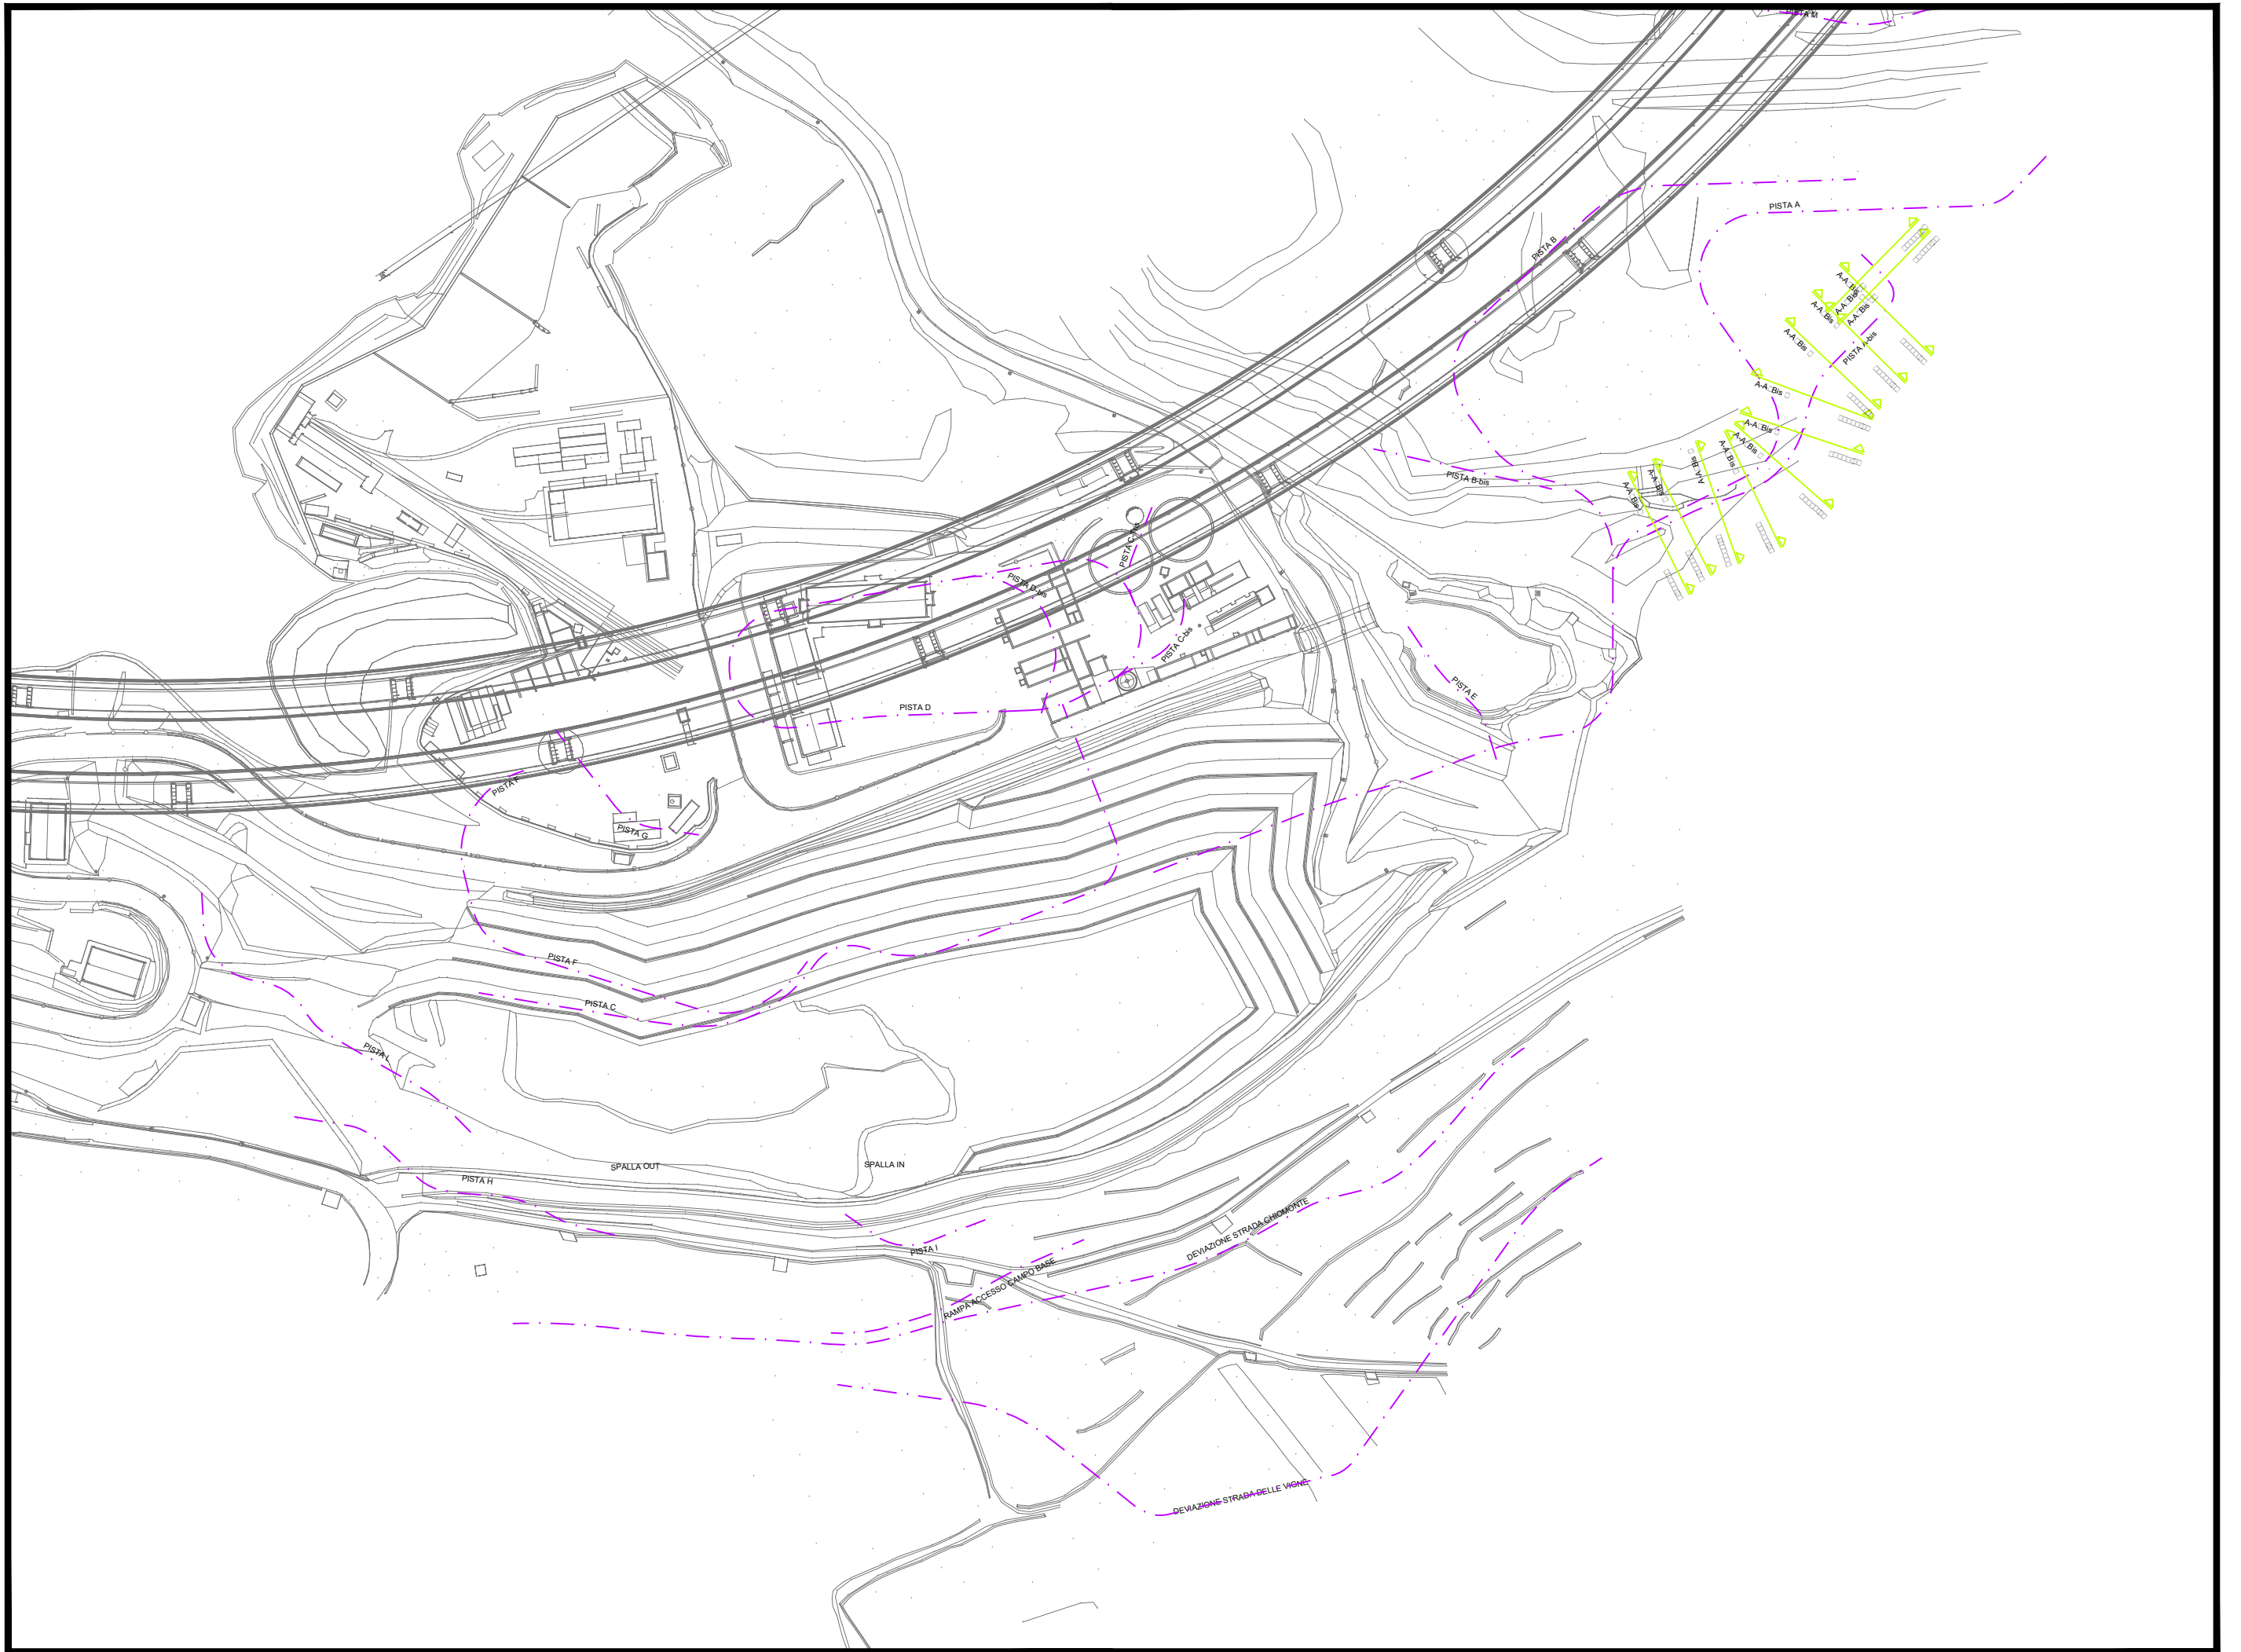 PISTA M
PISTA A
PISTA B
A-A. Bis
A-A. Bis
A-A. Bis
A-A. Bis
A-A. Bis
PISTA A-bis
A-A. Bis
A-A. Bis
A-A. Bis
A-A. Bis
A-A. Bis
A-A. Bis
A-A. Bis
PISTA B-bis
PISTA C-bis
PISTA D-bis
PISTA C-bis
PISTA E
PISTA D
PISTA F
PISTA G
PISTA F
PISTA C
PISTA L
SPALLA OUT
SPALLA IN
PISTA H
PISTA I
DEVIAZIONE STRADA CHIOMONTE
RAMPA ACCESSO CAMPO BASE
DEVIAZIONE STRADA DELLE VIGNE